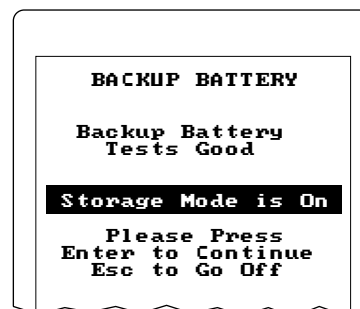 BACKUP BATTERY
Backup Battery
Tests Good
Storage Mode is On
Please Press
Enter to Continue
Esc to Go Off